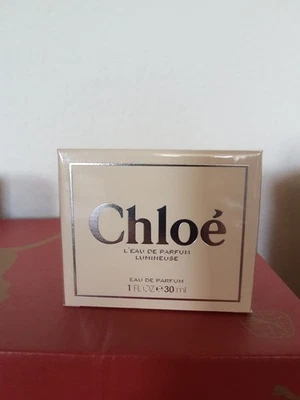 Chloé
L'EAU DE PARFUM
LUMINEUSE
EAU DE PARFUM
1 FL OZ ℮ 30 ml